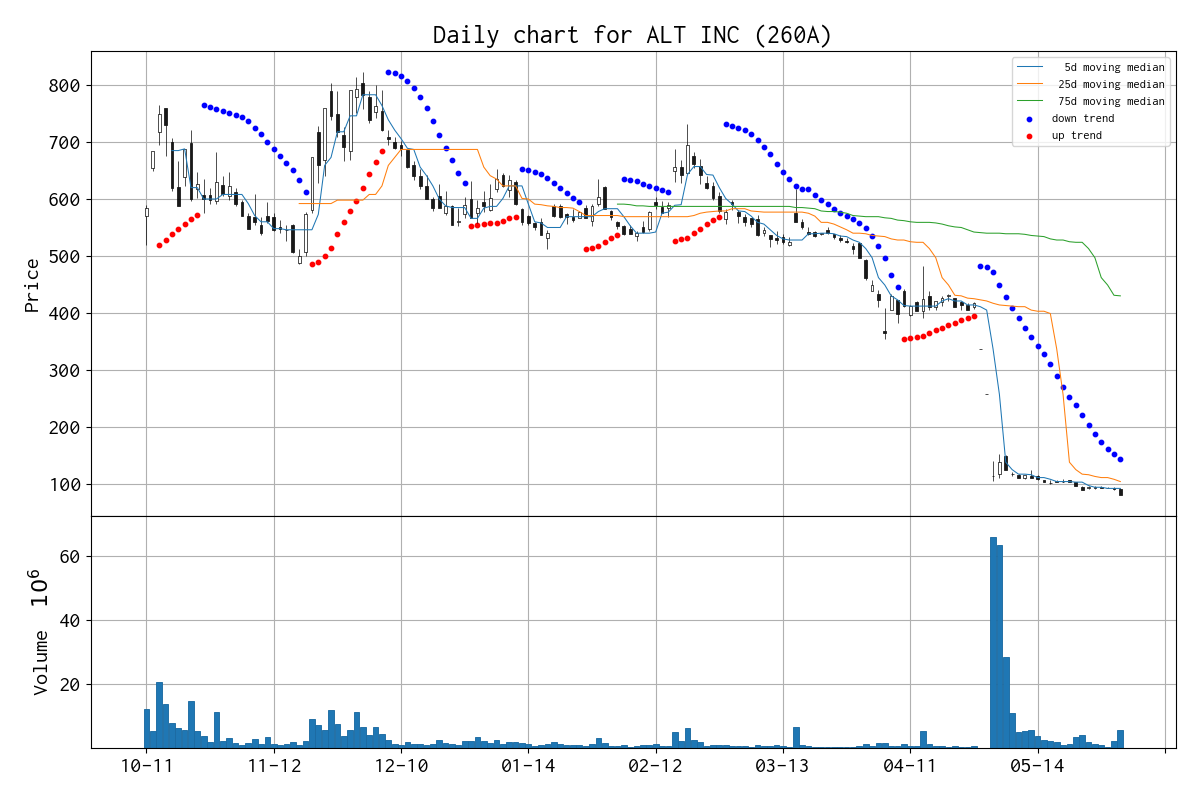 Daily chart for ALT INC (260A)
5d moving median
25d moving median
75d moving median
down trend
up trend
Price
800
700
600
500
400
300
200
100
Volume 10⁶
60
40
20
10-11 11-12 12-10 01-14 02-12 03-13 04-11 05-14